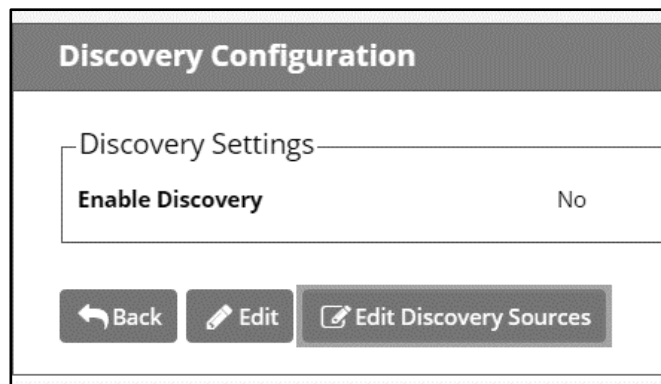 Discovery Configuration
Discovery Settings
Enable Discovery No
Back Edit Edit Discovery Sources